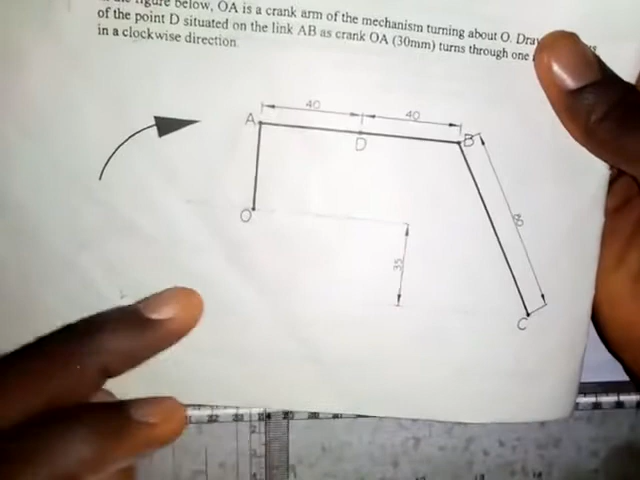 figure below, OA is a crank arm of the mechanism turning about O. Draw
of the point D situated on the link AB as crank OA (30mm) turns through one
in a clockwise direction.
40
40
A
D
B
O
35
C